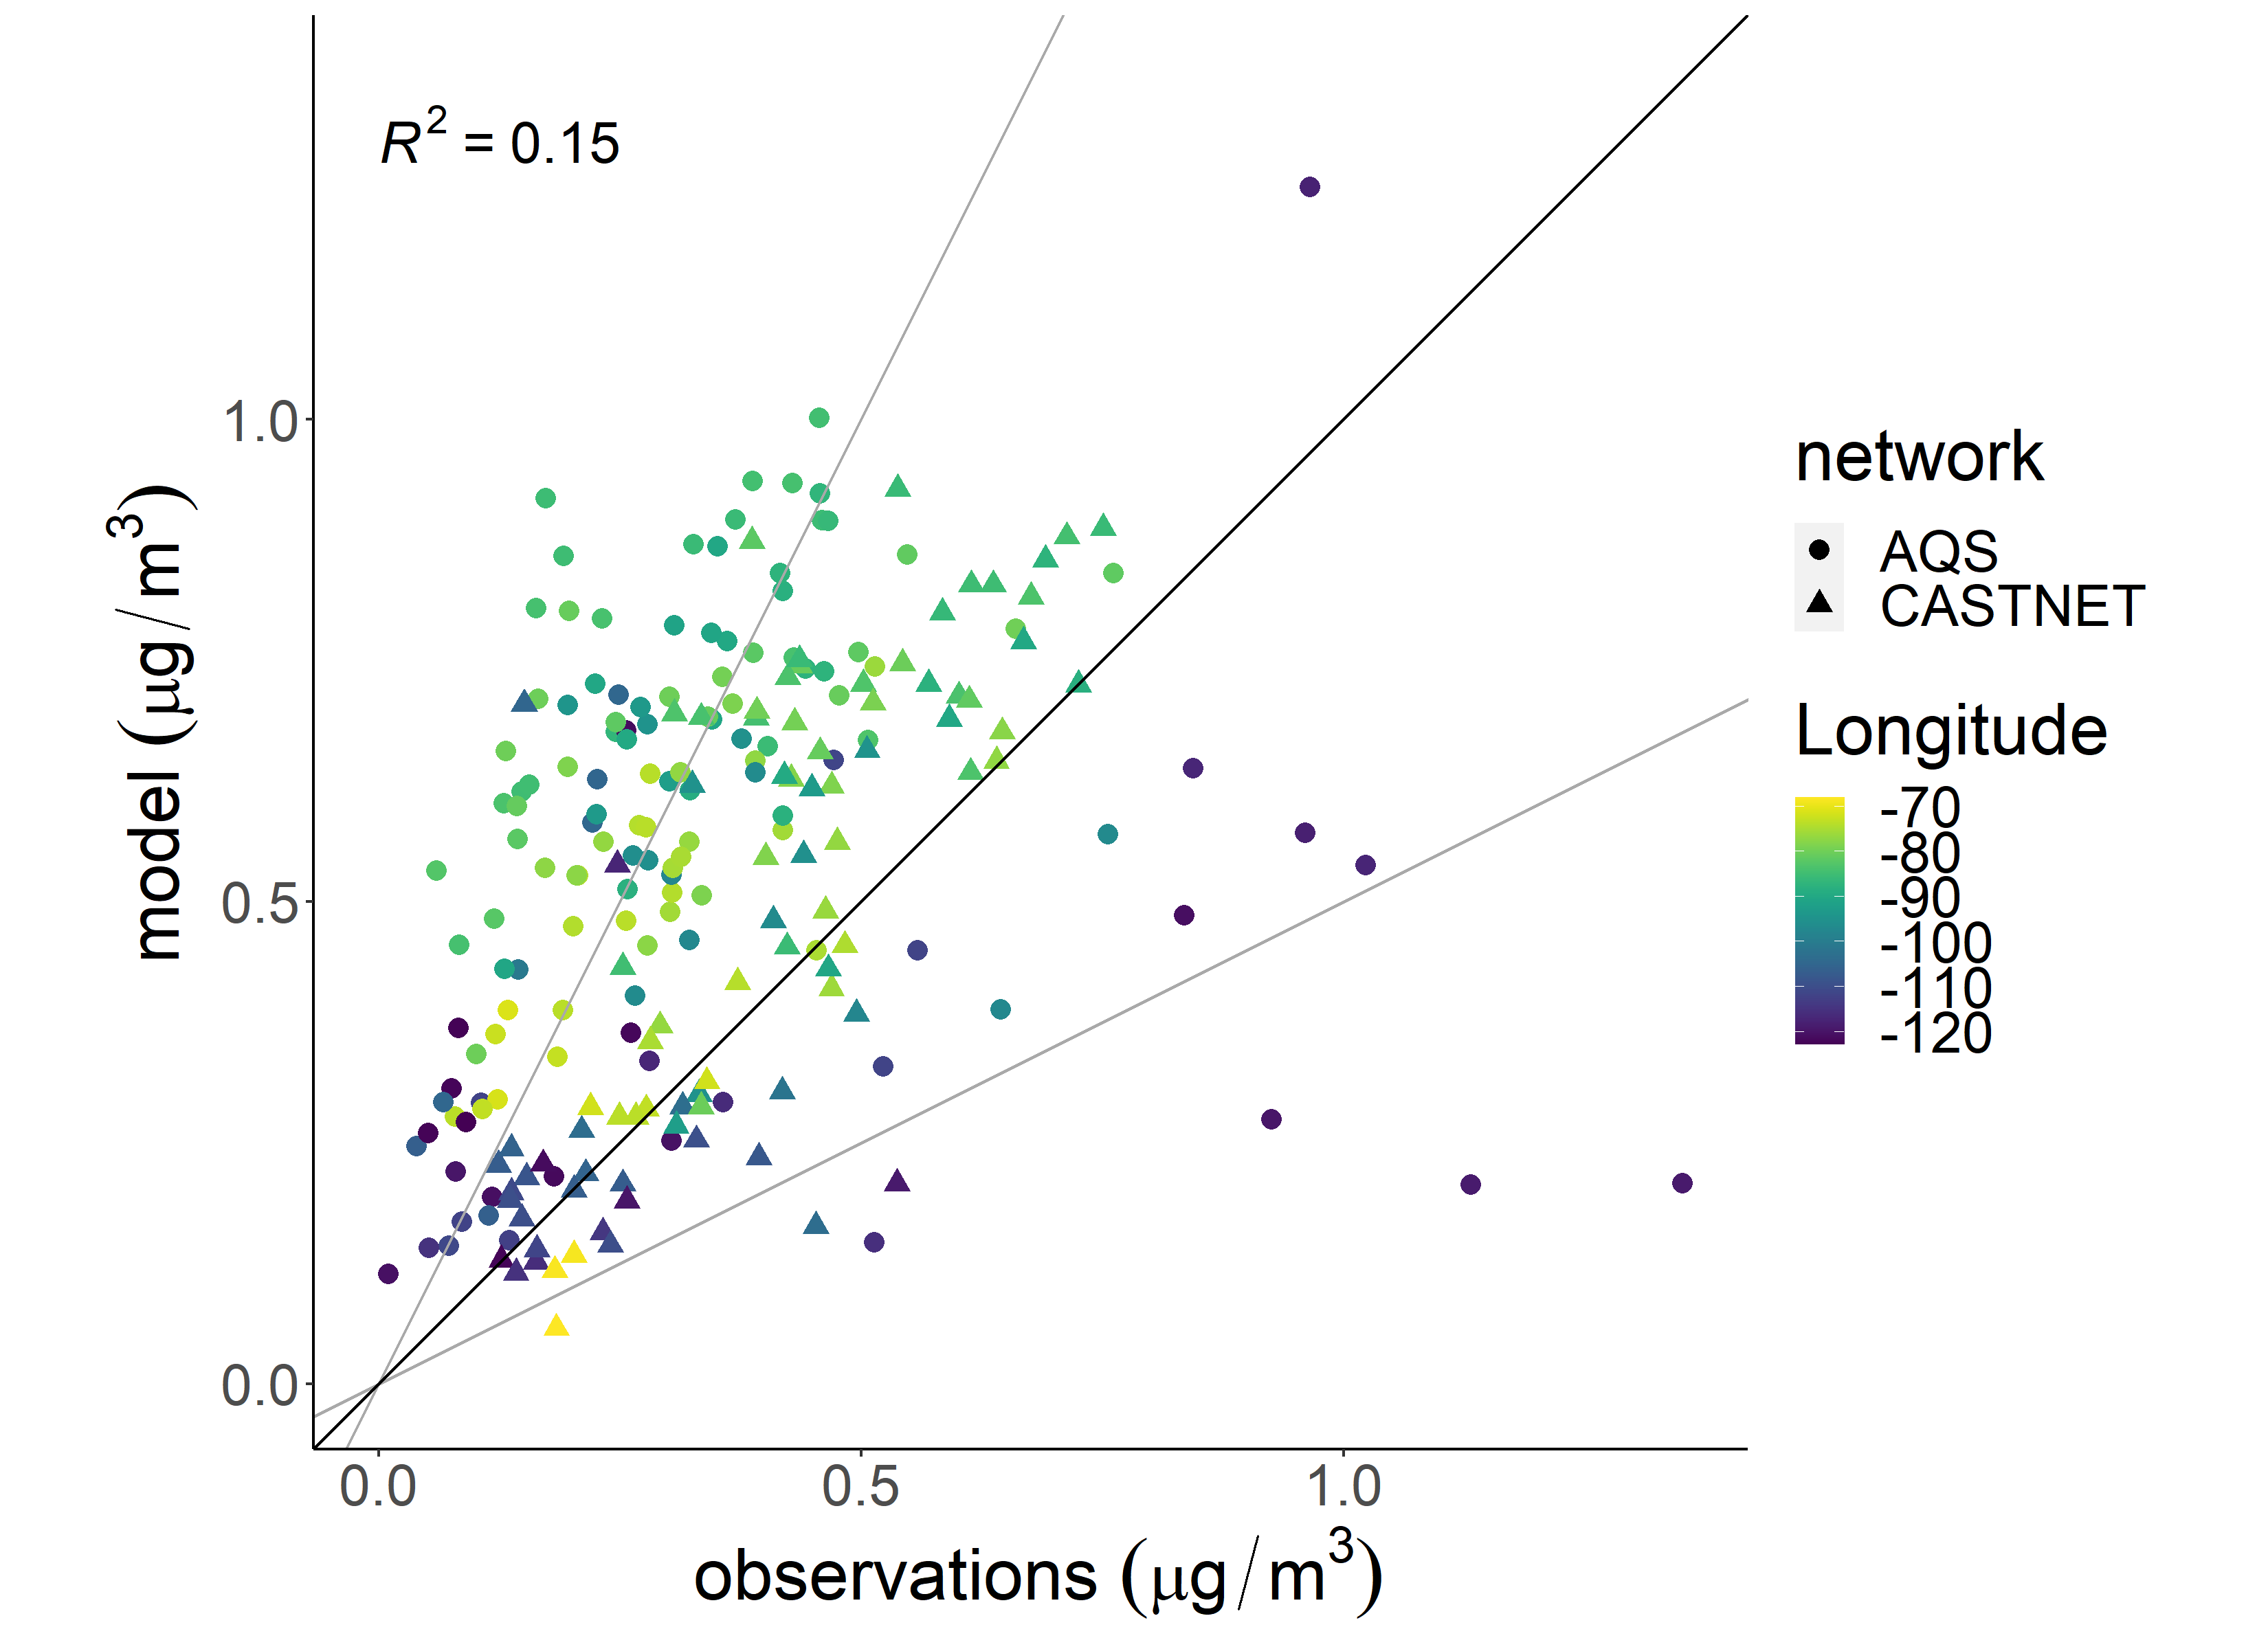 R² = 0.15
model (μg/m³)
1.0
0.5
0.0
0.0 0.5 1.0
observations (μg/m³)
network
AQS
CASTNET
Longitude
-70
-80
-90
-100
-110
-120